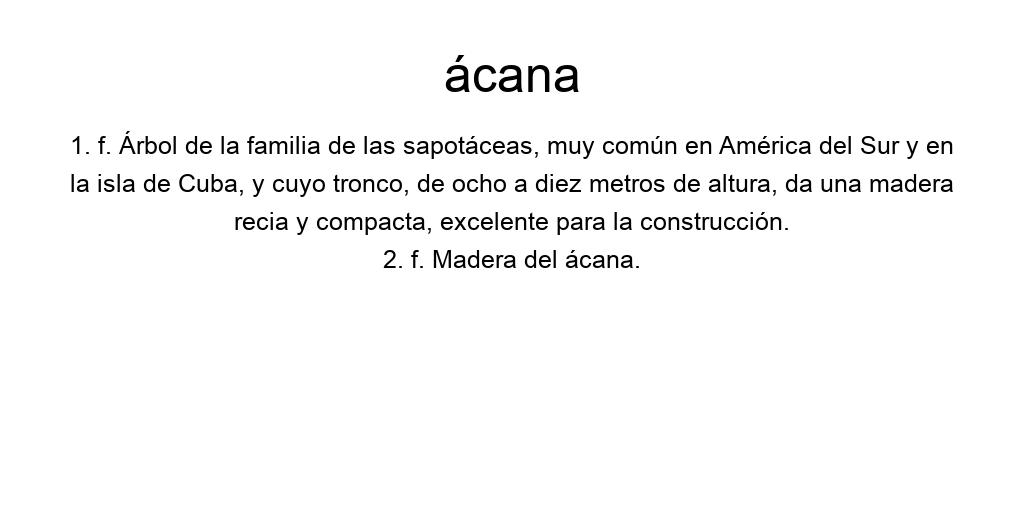 ácana
1. f. Árbol de la familia de las sapotáceas, muy común en América del Sur y en
la isla de Cuba, y cuyo tronco, de ocho a diez metros de altura, da una madera
recia y compacta, excelente para la construcción.
2. f. Madera del ácana.